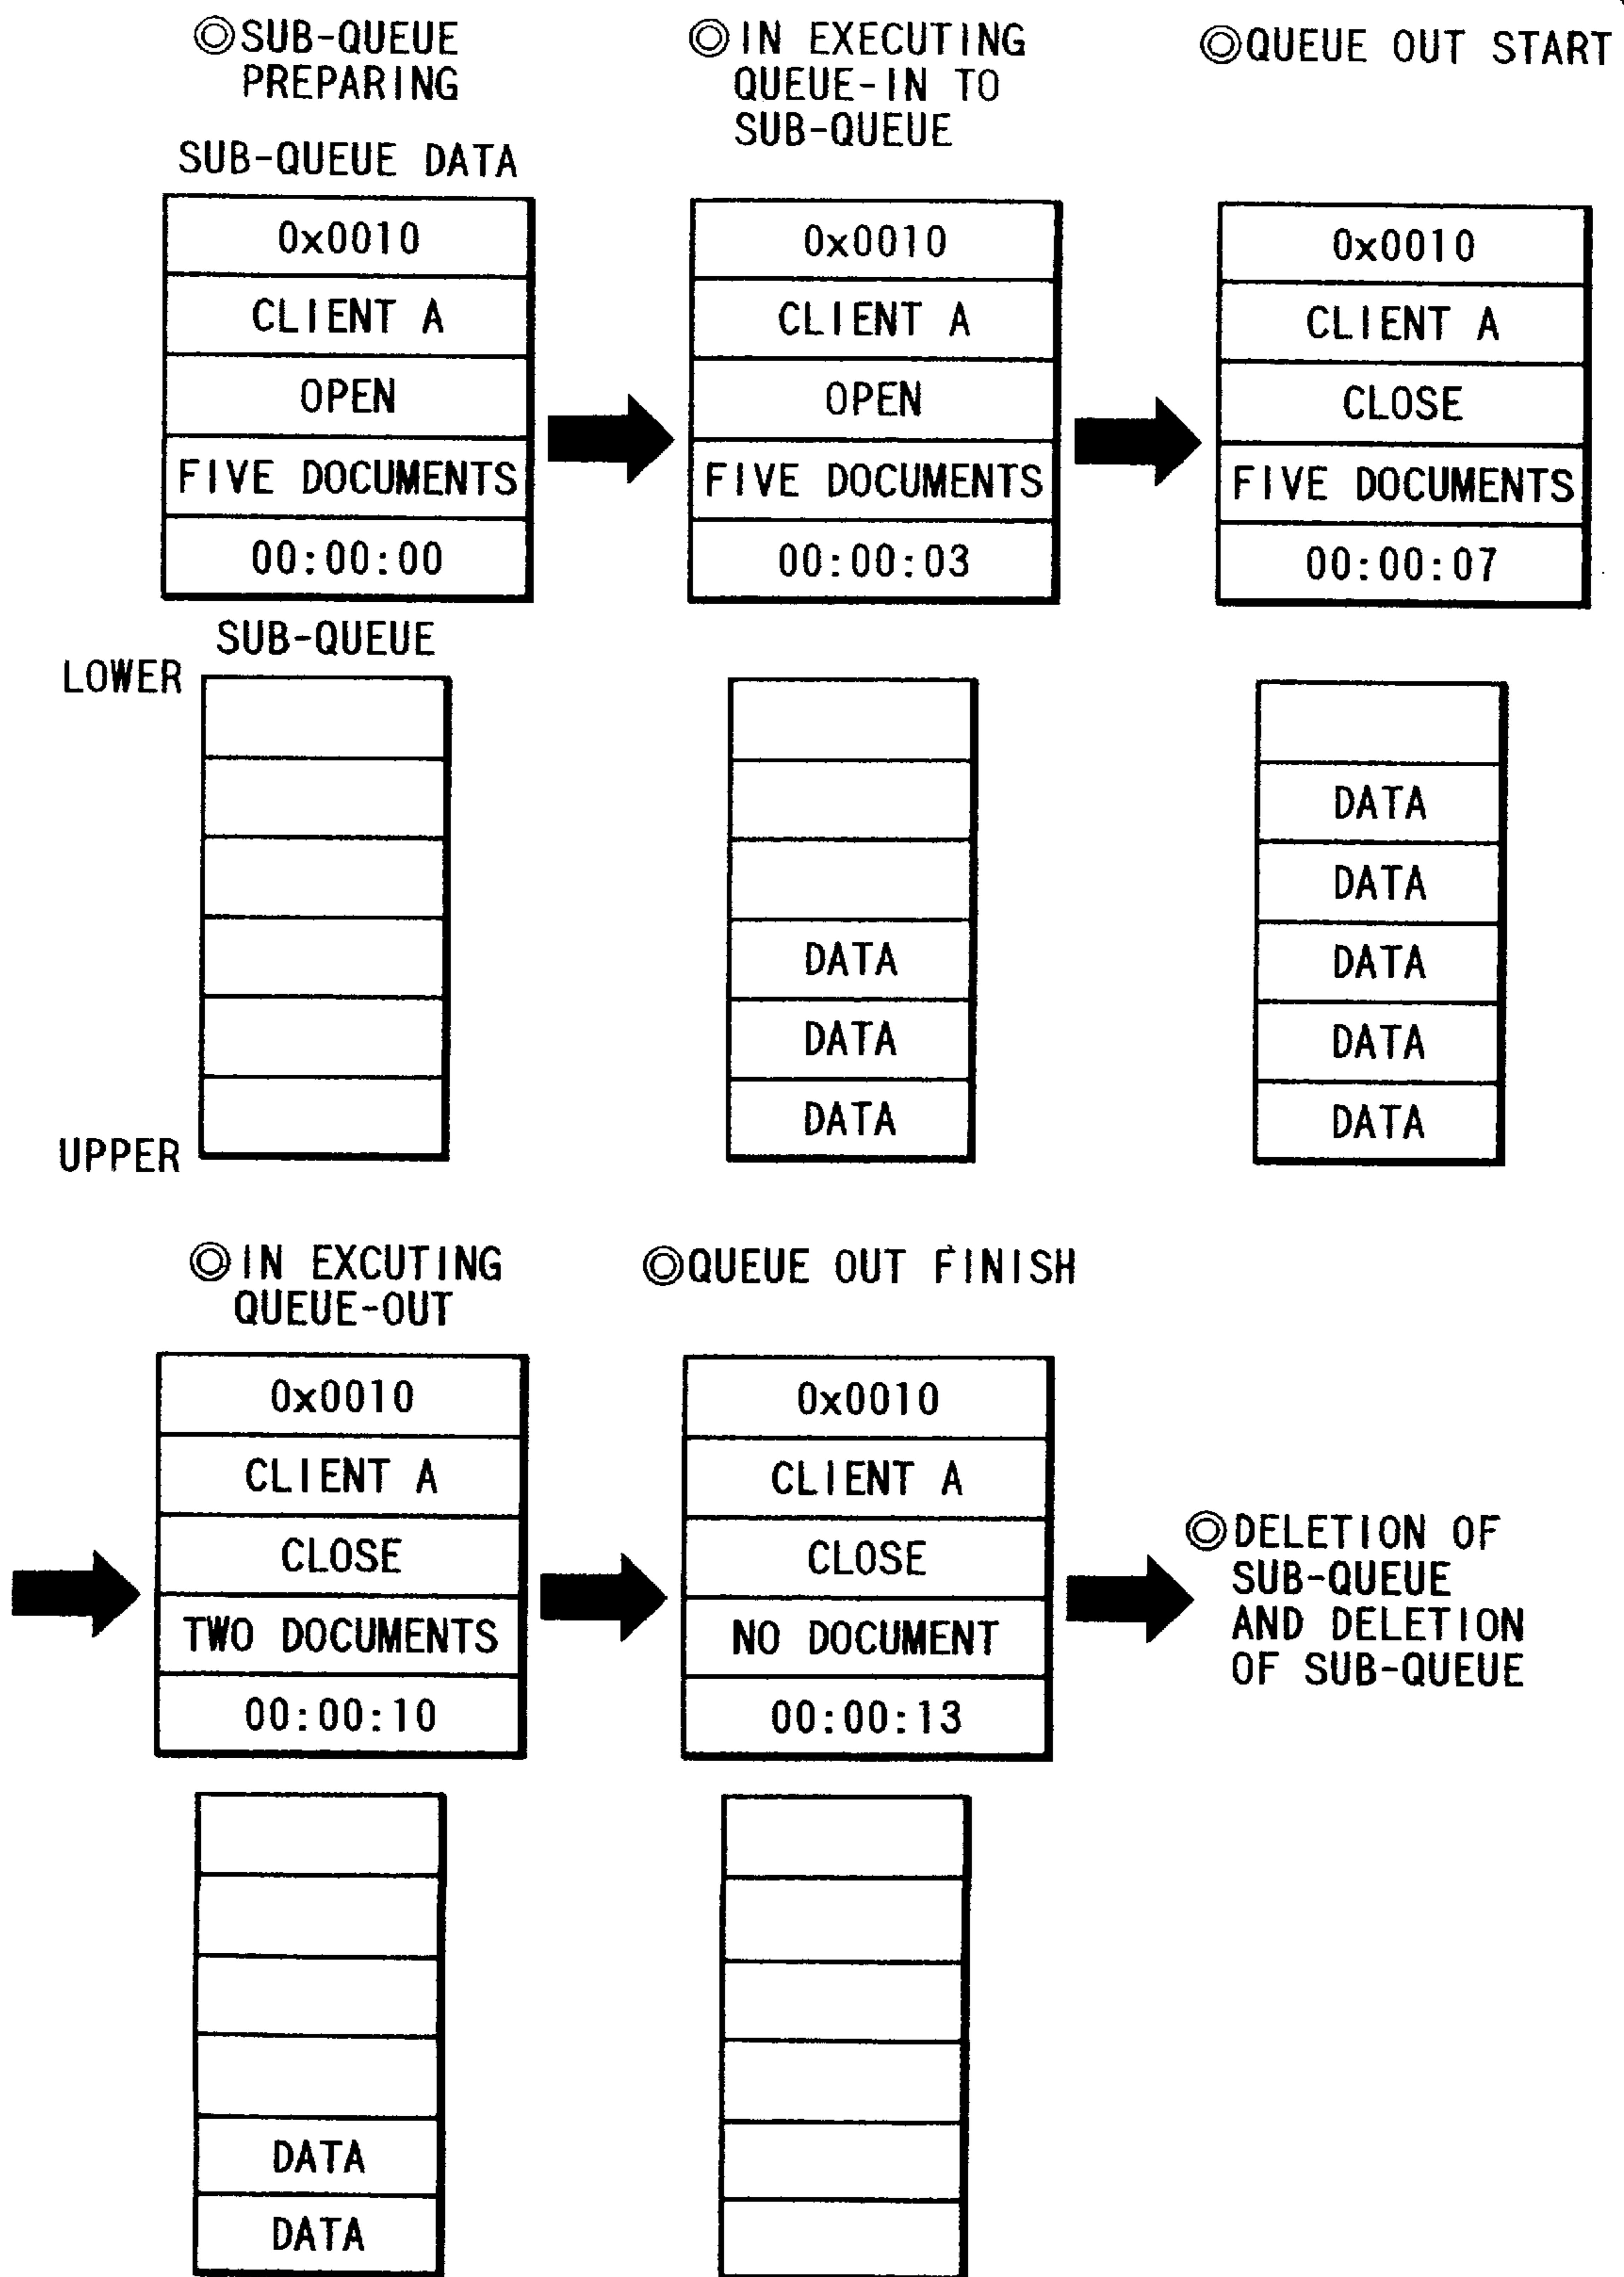 ◎SUB-QUEUE
PREPARING
SUB-QUEUE DATA
0x0010
CLIENT A
OPEN
FIVE DOCUMENTS
00:00:00
SUB-QUEUE
LOWER
UPPER
◎IN EXECUTING
QUEUE-IN TO
SUB-QUEUE
0x0010
CLIENT A
OPEN
FIVE DOCUMENTS
00:00:03
DATA
DATA
DATA
◎QUEUE OUT START
0x0010
CLIENT A
CLOSE
FIVE DOCUMENTS
00:00:07
DATA
DATA
DATA
DATA
DATA
◎IN EXCUTING
QUEUE-OUT
0x0010
CLIENT A
CLOSE
TWO DOCUMENTS
00:00:10
DATA
DATA
◎QUEUE OUT FINISH
0x0010
CLIENT A
CLOSE
NO DOCUMENT
00:00:13
◎DELETION OF
SUB-QUEUE
AND DELETION
OF SUB-QUEUE